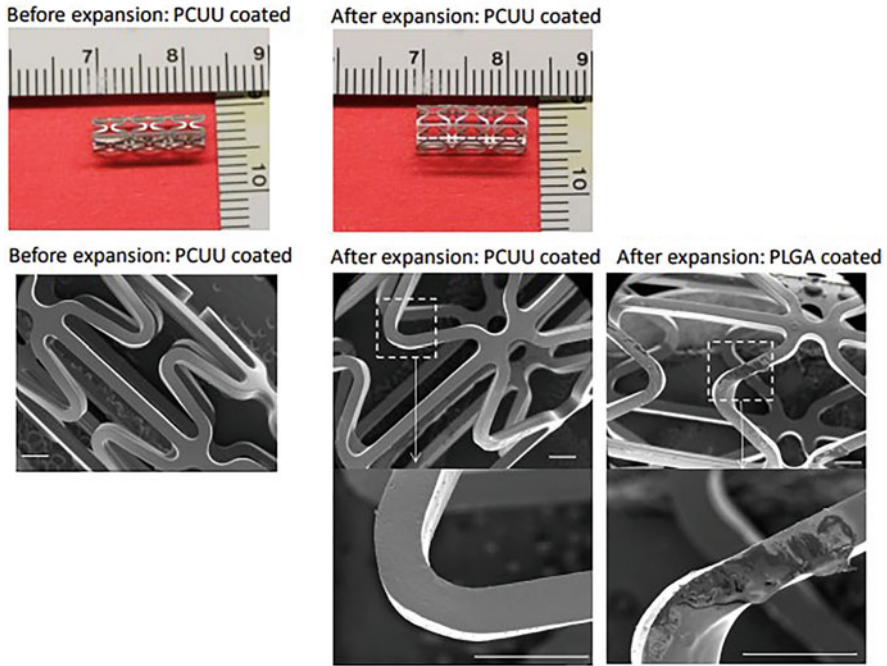 Before expansion: PCUU coated
After expansion: PCUU coated
7 8 9
7 8 9
10
10
Before expansion: PCUU coated
After expansion: PCUU coated
After expansion: PLGA coated